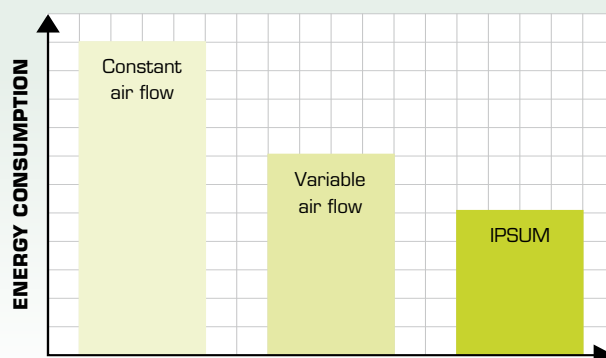 ENERGY CONSUMPTION
Constant
air flow
Variable
air flow
IPSUM